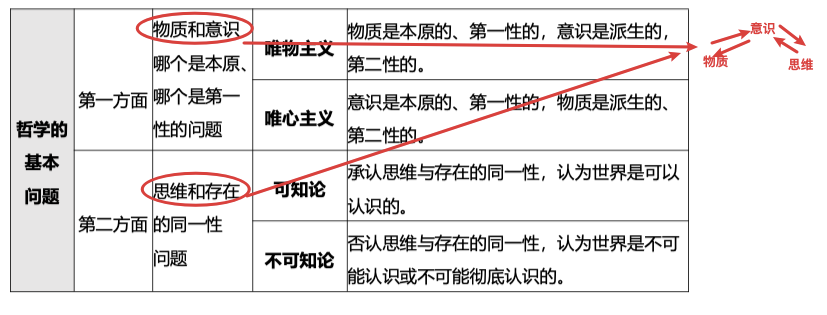 哲学的
基本
问题
第一方面
物质和意识
哪个是本原、
哪个是第一
性的问题
唯物主义
物质是本原的、第一性的，意识是派生的，
第二性的。
唯心主义
意识是本原的、第一性的，物质是派生的、
第二性的。
第二方面
思维和存在
的同一性
问题
可知论
承认思维与存在的同一性，认为世界是可以
认识的。
不可知论
否认思维与存在的同一性，认为世界是不可
能认识或不可能彻底认识的。
意识
物质
思维